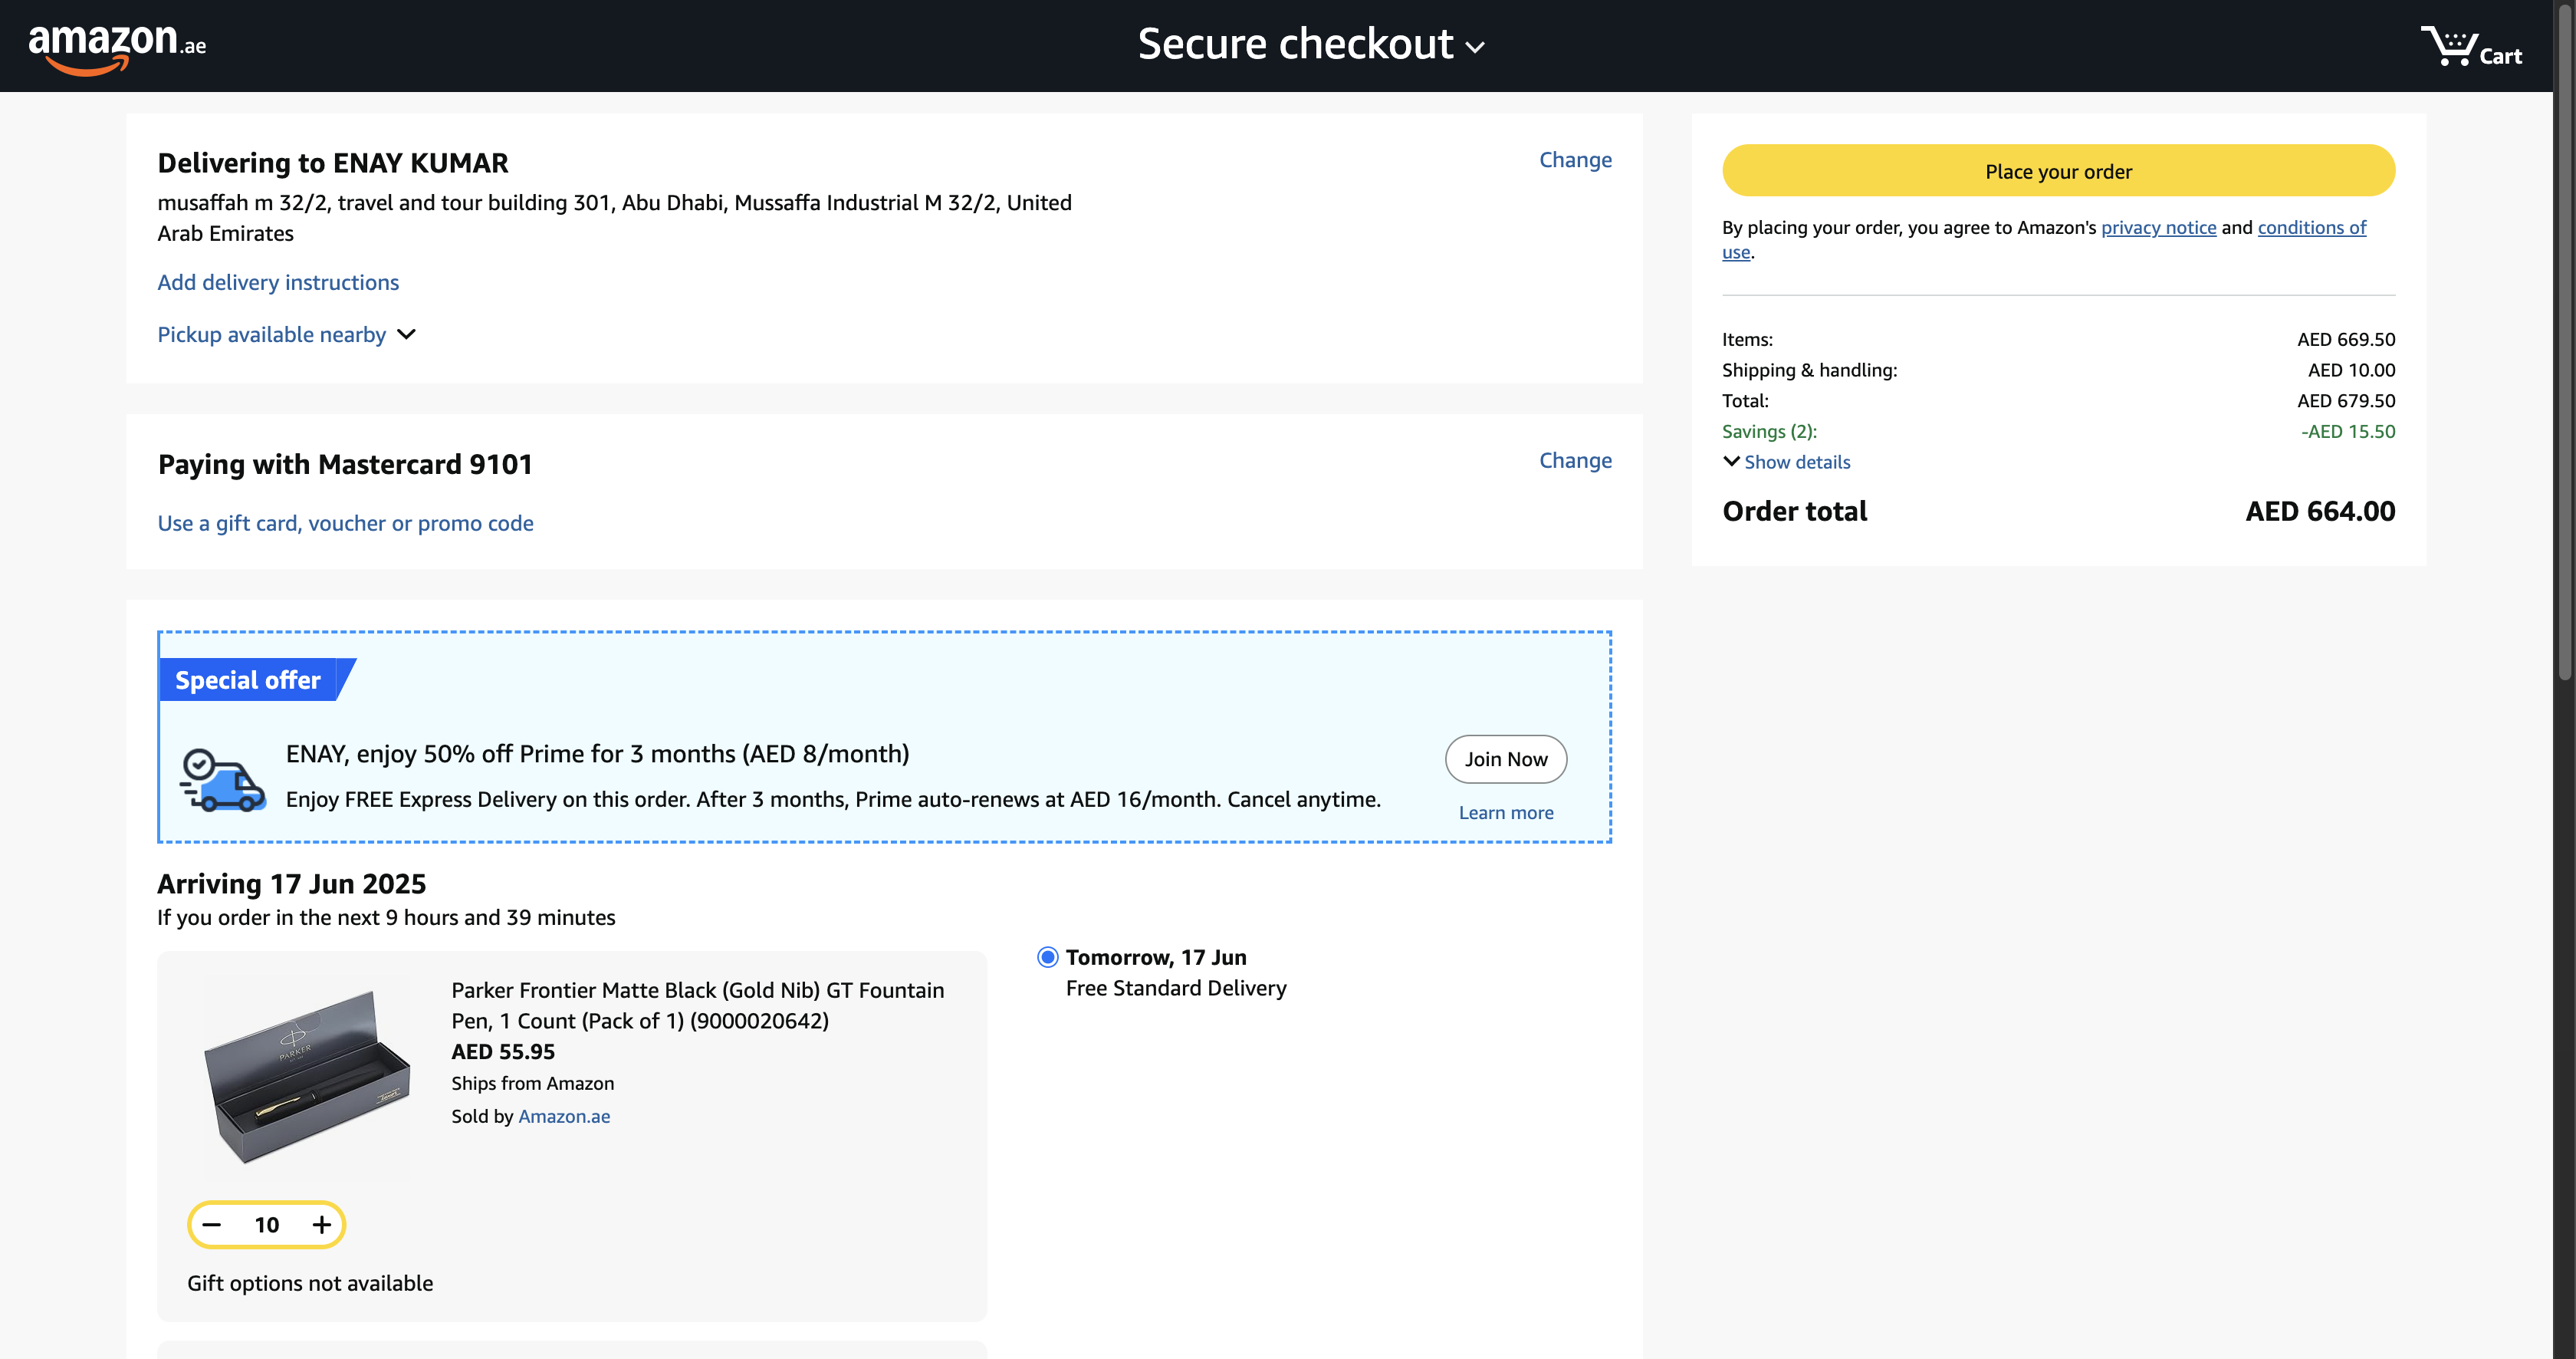 amazon.ae
Secure checkout
Cart
Delivering to ENAY KUMAR
Change
musaffah m 32/2, travel and tour building 301, Abu Dhabi, Mussaffa Industrial M 32/2, United
Arab Emirates
Add delivery instructions
Pickup available nearby
Paying with Mastercard 9101
Change
Use a gift card, voucher or promo code
Special offer
ENAY, enjoy 50% off Prime for 3 months (AED 8/month)
Enjoy FREE Express Delivery on this order. After 3 months, Prime auto-renews at AED 16/month. Cancel anytime.
Join Now
Learn more
Arriving 17 Jun 2025
If you order in the next 9 hours and 39 minutes
PARKER
Parker Frontier Matte Black (Gold Nib) GT Fountain
Pen, 1 Count (Pack of 1) (9000020642)
AED 55.95
Ships from Amazon
Sold by Amazon.ae
10
Gift options not available
Tomorrow, 17 Jun
Free Standard Delivery
Place your order
By placing your order, you agree to Amazon's privacy notice and conditions of
use.
Items: AED 669.50
Shipping & handling: AED 10.00
Total: AED 679.50
Savings (2): -AED 15.50
Show details
Order total AED 664.00